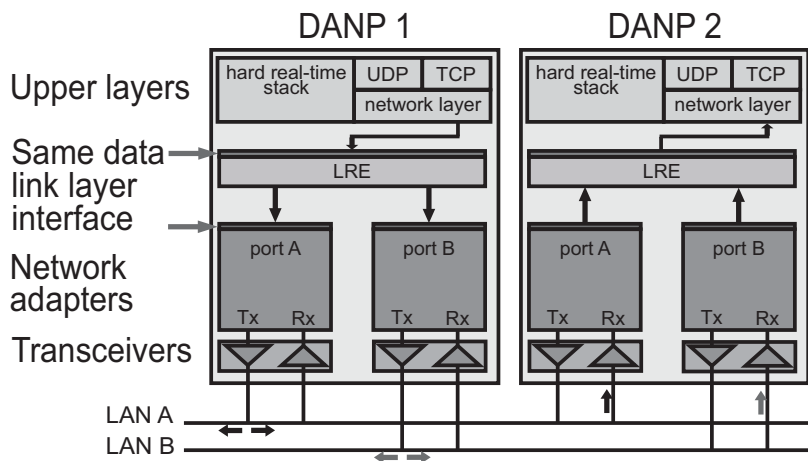 DANP 1
DANP 2
Upper layers
hard real-time
stack
UDP
TCP
network layer
hard real-time
stack
UDP
TCP
network layer
Same data
link layer
interface
LRE
LRE
Network
adapters
port A
Tx
Rx
port B
Tx
Rx
port A
Tx
Rx
port B
Tx
Rx
Transceivers
LAN A
LAN B